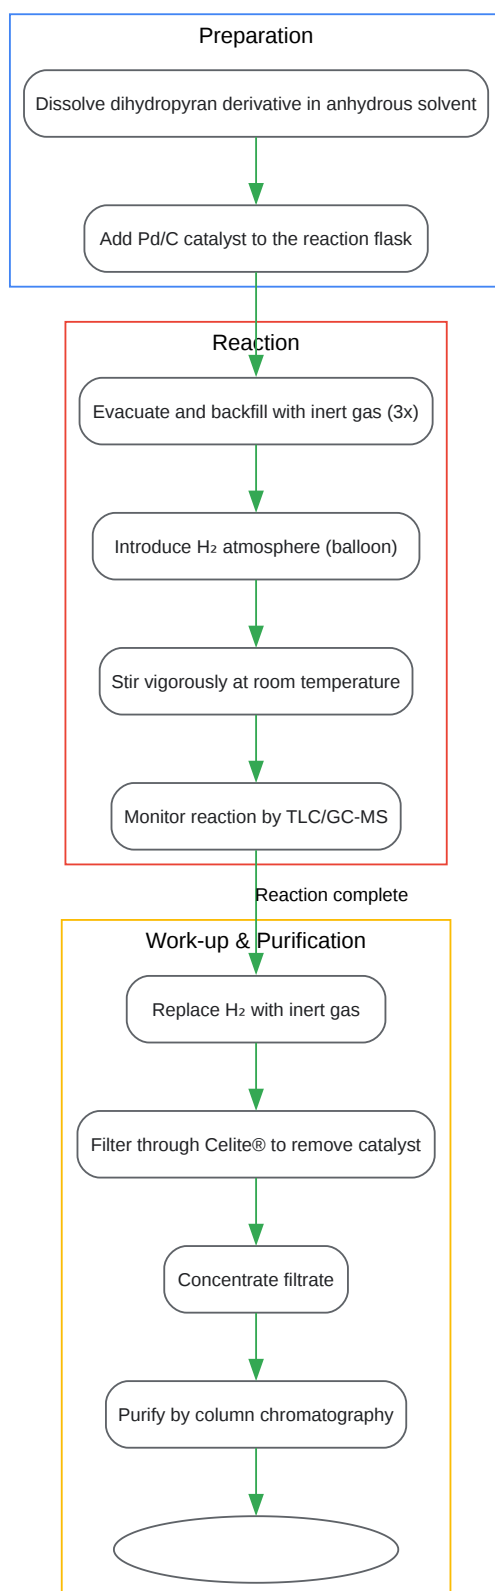 Preparation
Dissolve dihydropyran derivative in anhydrous solvent
Add Pd/C catalyst to the reaction flask
Reaction
Evacuate and backfill with inert gas (3x)
Introduce H₂ atmosphere (balloon)
Stir vigorously at room temperature
Monitor reaction by TLC/GC-MS
Reaction complete
Work-up & Purification
Replace H₂ with inert gas
Filter through Celite® to remove catalyst
Concentrate filtrate
Purify by column chromatography